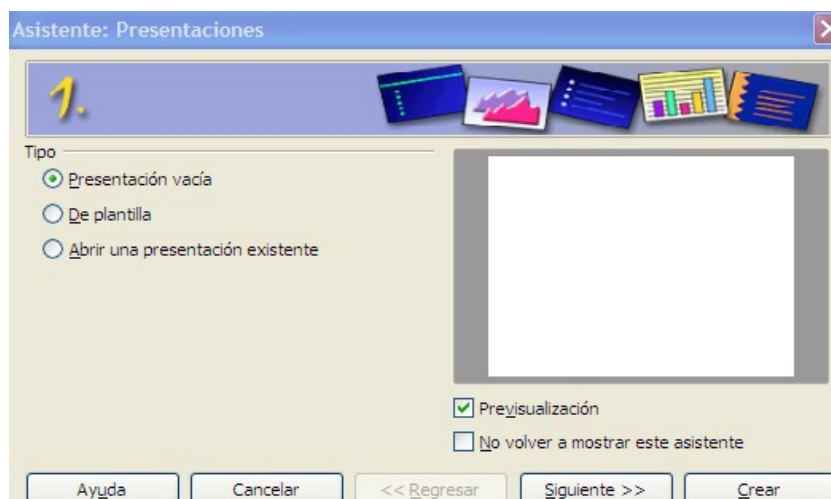 Asistente: Presentaciones
1.
Tipo
Presentación vacía
De plantilla
Abrir una presentación existente
Previsualización
No volver a mostrar este asistente
Ayuda Cancelar << Regresar Siguiente >> Crear